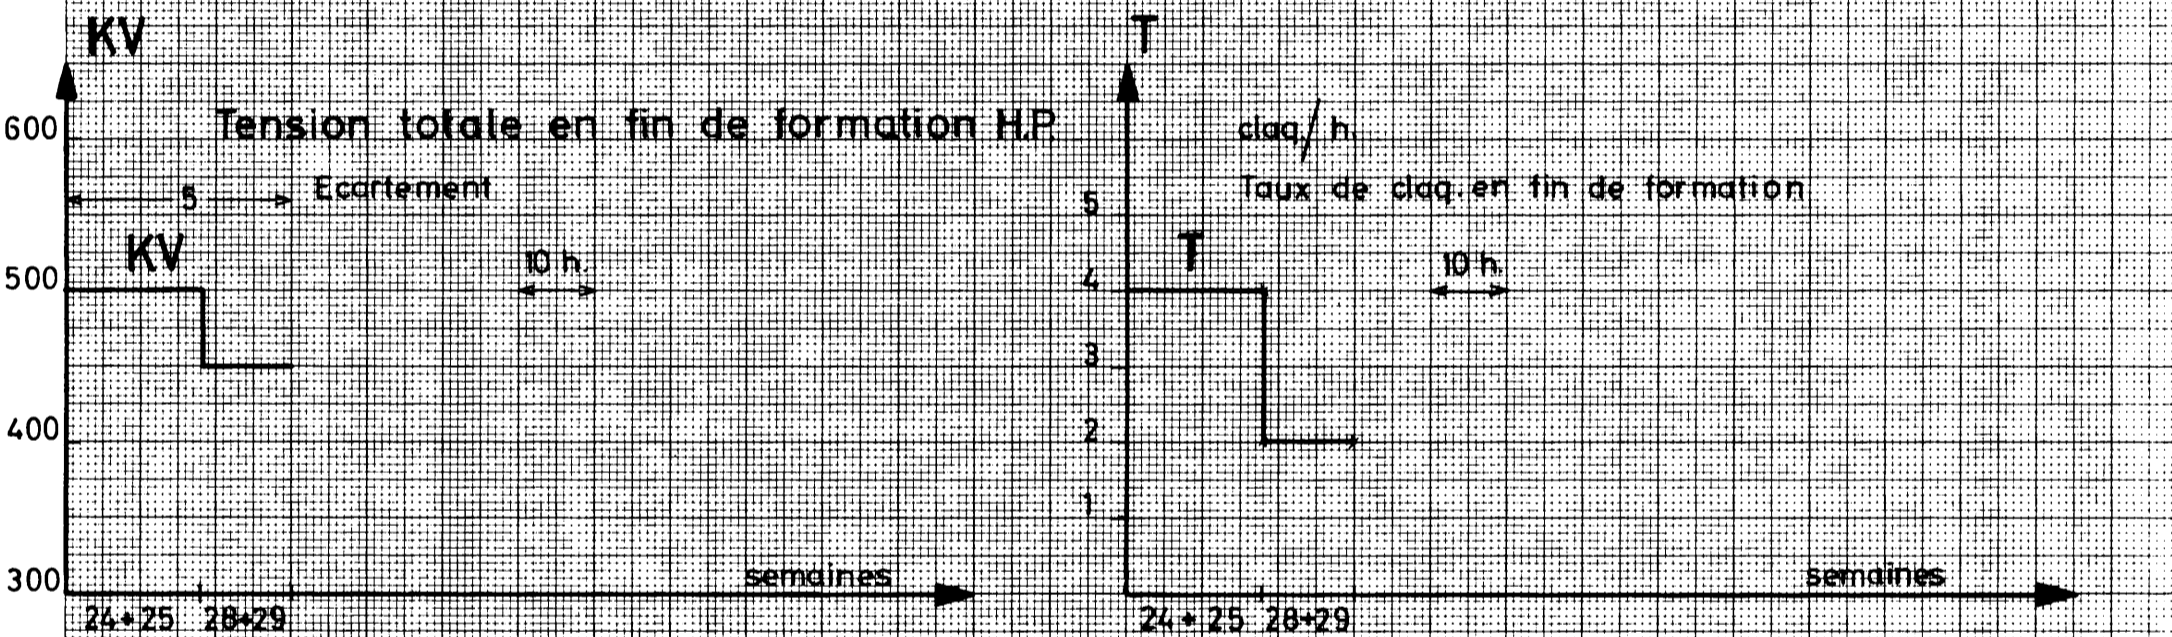 KV
600
Tension totale en fin de formation H.P.
5
Ecartement
KV
500
10 h.
400
300
semaines
24+25 28+29
T
claq/h.
Taux de claq. en fin de formation
5
T
4
10 h.
3
2
1
semaines
24+25 28+29